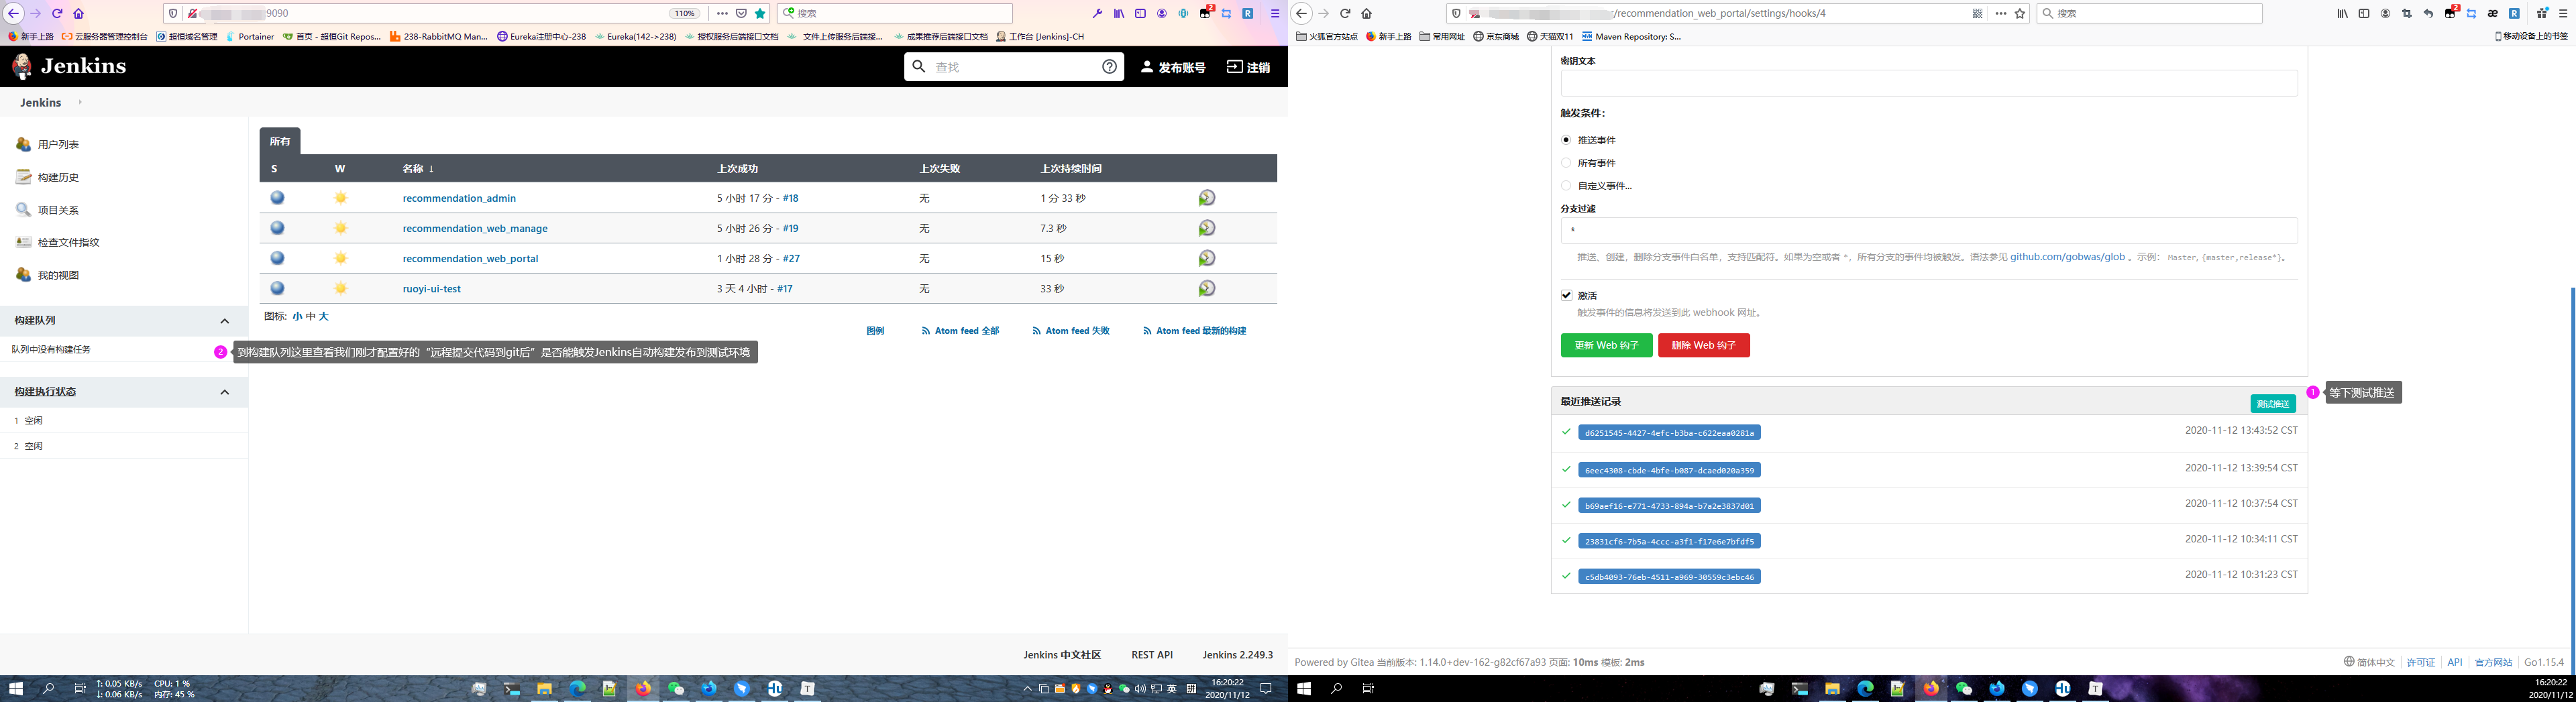 :9090
110%
搜索
新手上路 云服务器管理控制台 超恒域名管理 Portainer 首页 - 超恒Git Repos... 238-RabbitMQ Man... Eureka注册中心-238 Eureka(142->238) 授权服务后端接口文档 文件上传服务后端接... 成果推荐后端接口文档 工作台 [Jenkins]-CH
Jenkins
查找
发布账号
注销
Jenkins
用户列表
构建历史
项目关系
检查文件指纹
我的视图
构建队列
队列中没有构建任务
构建执行状态
1 空闲
2 空闲
所有
S W 名称 ↓ 上次成功 上次失败 上次持续时间
recommendation_admin 5 小时 17 分 - #18 无 1 分 33 秒
recommendation_web_manage 5 小时 26 分 - #19 无 7.3 秒
recommendation_web_portal 1 小时 28 分 - #27 无 15 秒
ruoyi-ui-test 3 天 4 小时 - #17 无 33 秒
图标: 小 中 大
图例 Atom feed 全部 Atom feed 失败 Atom feed 最新的构建
2 到构建队列这里查看我们刚才配置好的“远程提交代码到git后”是否能触发Jenkins自动构建发布到测试环境
Jenkins 中文社区 REST API Jenkins 2.249.3
↑: 0.05 KB/s CPU: 1 %
↓: 0.06 KB/s 内存: 45 %
英
16:20:22
2020/11/12
/recommendation_web_portal/settings/hooks/4
搜索
火狐官方站点 新手上路 常用网址 京东商城 天猫双11 Maven Repository: S...
移动设备上的书签
密钥文本
触发条件：
推送事件
所有事件
自定义事件...
分支过滤
*
推送、创建，删除分支事件白名单，支持匹配符。如果为空或者 *，所有分支的事件均被触发。语法参见 github.com/gobwas/glob 。示例： Master, {master,release*}。
激活
触发事件的信息将发送到此 webhook 网址。
更新 Web 钩子
删除 Web 钩子
最近推送记录
测试推送
1 等下测试推送
d6251545-4427-4efc-b3ba-c622eaa0281a 2020-11-12 13:43:52 CST
6eec4308-cbde-4bfe-b087-dcaed020a359 2020-11-12 13:39:54 CST
b69aef16-e771-4733-894a-b7a2e3837d01 2020-11-12 10:37:54 CST
23831cf6-7b5a-4ccc-a3f1-f17e6e7bfdf5 2020-11-12 10:34:11 CST
c5db4093-76eb-4511-a969-30559c3ebc46 2020-11-12 10:31:23 CST
Powered by Gitea 当前版本: 1.14.0+dev-162-g82cf67a93 页面: 10ms 模板: 2ms
简体中文 许可证 API 官方网站 Go1.15.4
16:20:22
2020/11/12